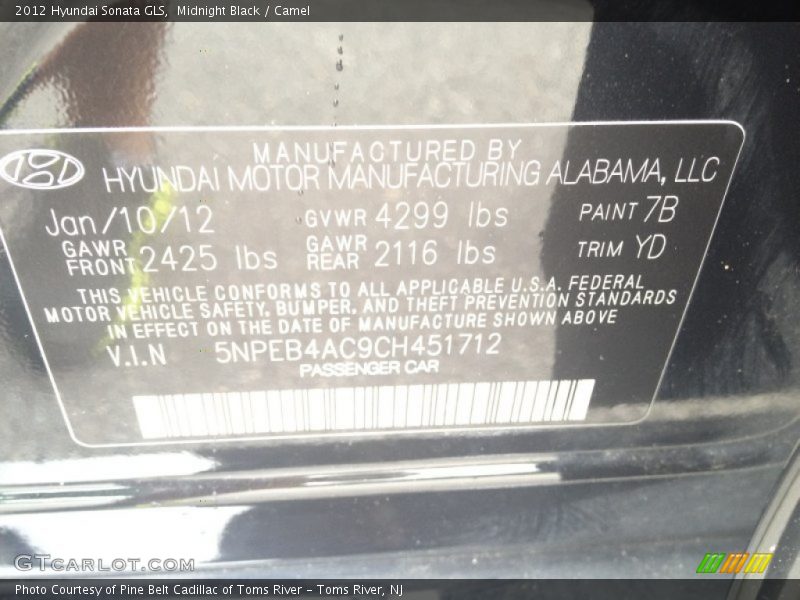 2012 Hyundai Sonata GLS, Midnight Black / Camel
MANUFACTURED BY
HYUNDAI MOTOR MANUFACTURING ALABAMA, LLC
Jan/10/12 GVWR 4299 lbs PAINT 7B
GAWR FRONT 2425 lbs GAWR REAR 2116 lbs TRIM YD
THIS VEHICLE CONFORMS TO ALL APPLICABLE U.S.A. FEDERAL
MOTOR VEHICLE SAFETY, BUMPER, AND THEFT PREVENTION STANDARDS
IN EFFECT ON THE DATE OF MANUFACTURE SHOWN ABOVE
V.I.N 5NPEB4AC9CH451712
PASSENGER CAR
GTCARLOT.COM
Photo Courtesy of Pine Belt Cadillac of Toms River – Toms River, NJ